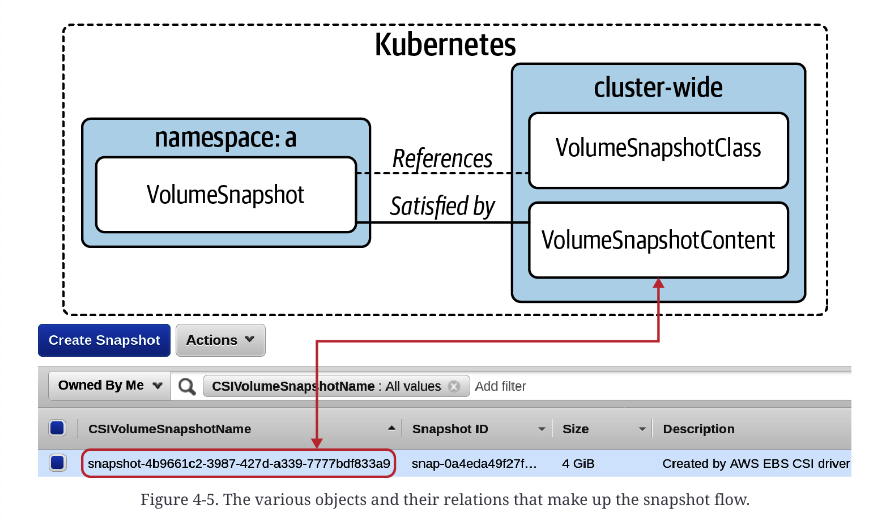 Kubernetes
cluster-wide
namespace: a
VolumeSnapshotClass
References
VolumeSnapshot
Satisfied by
VolumeSnapshotContent
Create Snapshot Actions
Owned By Me CSIVolumeSnapshotName : All values Add filter
CSIVolumeSnapshotName Snapshot ID Size Description
snapshot-4b9661c2-3987-427d-a339-7777bdf833a9 snap-0a4eda49f27f... 4 GiB Created by AWS EBS CSI driver
Figure 4-5. The various objects and their relations that make up the snapshot flow.